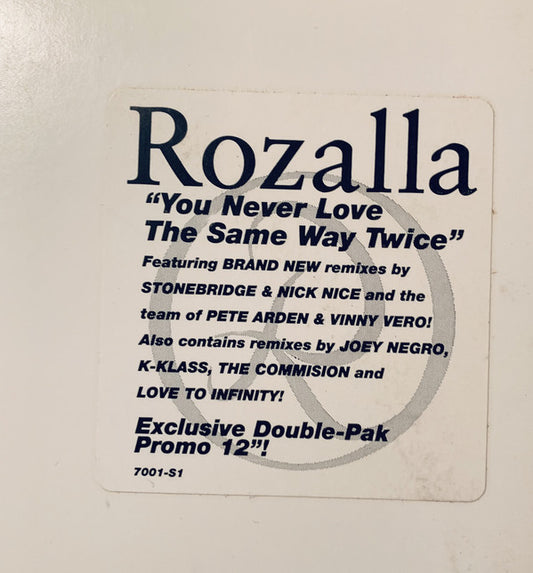 Rozalla
“You Never Love
The Same Way Twice”
Featuring BRAND NEW remixes by
STONEBRIDGE & NICK NICE and the
team of PETE ARDEN & VINNY VERO!
Also contains remixes by JOEY NEGRO,
K-KLASS, THE COMMISION and
LOVE TO INFINITY!
Exclusive Double-Pak
Promo 12”!
7001-S1